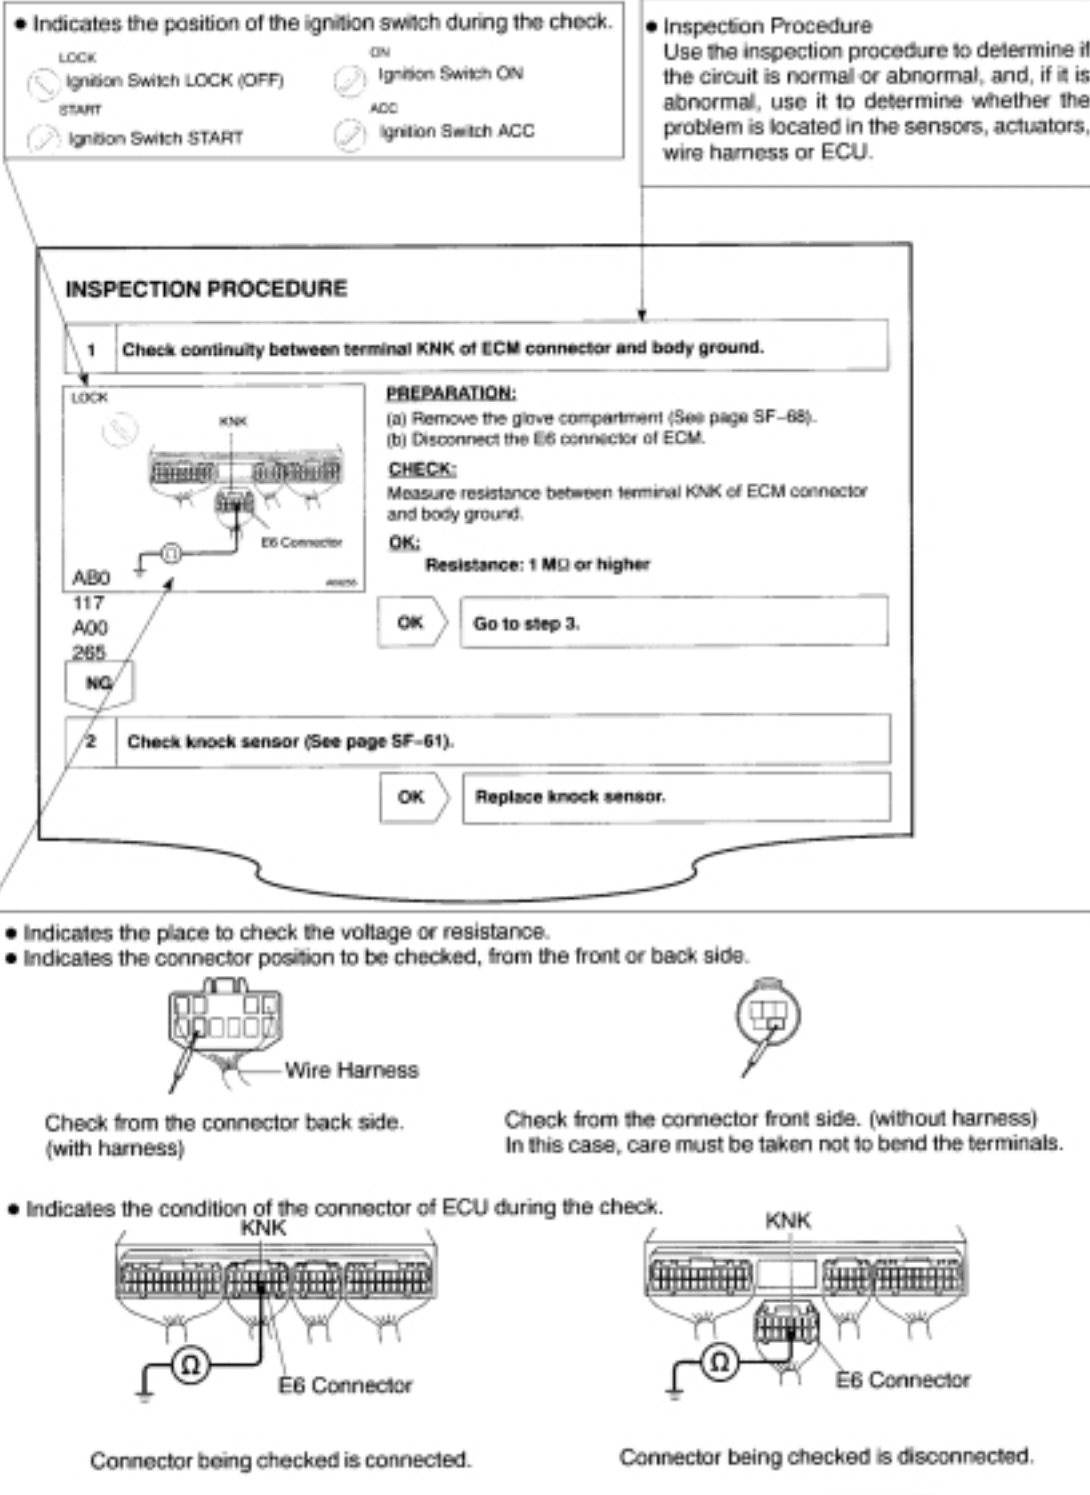 ● Indicates the position of the ignition switch during the check.
LOCK
Ignition Switch LOCK (OFF)
ON
Ignition Switch ON
START
Ignition Switch START
ACC
Ignition Switch ACC
● Inspection Procedure
Use the inspection procedure to determine if
the circuit is normal or abnormal, and, if it is
abnormal, use it to determine whether the
problem is located in the sensors, actuators,
wire harness or ECU.
INSPECTION PROCEDURE
1 Check continuity between terminal KNK of ECM connector and body ground.
LOCK
KNK
E6 Connector
Ω
AB0
117
A00
265
PREPARATION:
(a) Remove the glove compartment (See page SF–68).
(b) Disconnect the E6 connector of ECM.
CHECK:
Measure resistance between terminal KNK of ECM connector
and body ground.
OK:
Resistance: 1 MΩ or higher
OK Go to step 3.
NG
2 Check knock sensor (See page SF–61).
OK Replace knock sensor.
● Indicates the place to check the voltage or resistance.
● Indicates the connector position to be checked, from the front or back side.
Wire Harness
Check from the connector back side.
(with harness)
Check from the connector front side. (without harness)
In this case, care must be taken not to bend the terminals.
● Indicates the condition of the connector of ECU during the check.
KNK
Ω
E6 Connector
Connector being checked is connected.
KNK
Ω
E6 Connector
Connector being checked is disconnected.